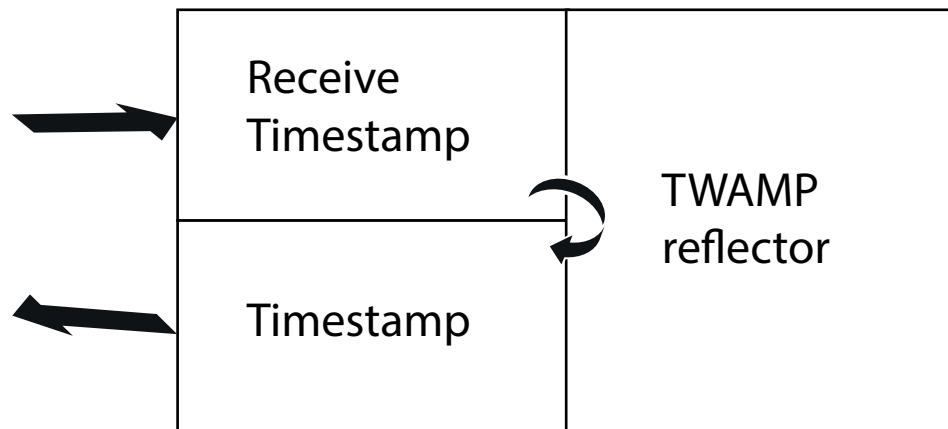 Receive
Timestamp
TWAMP
reflector
Timestamp